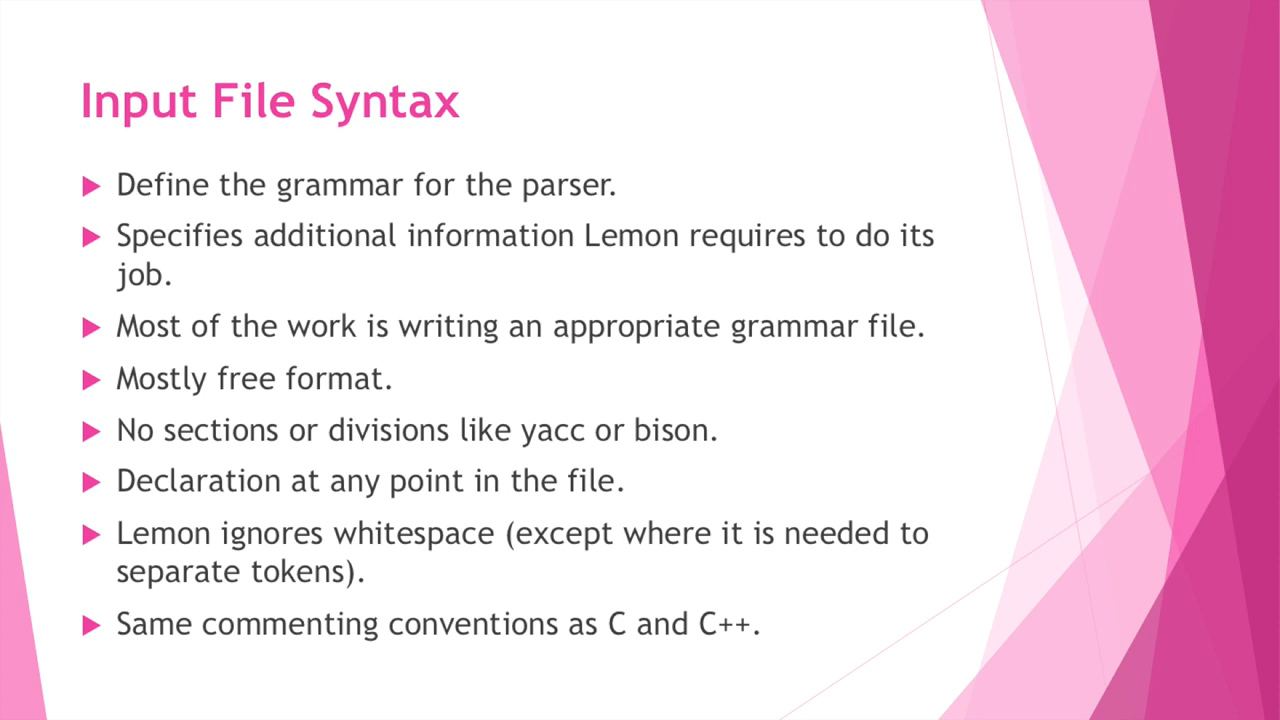 Input File Syntax
Define the grammar for the parser.
Specifies additional information Lemon requires to do its
job.
Most of the work is writing an appropriate grammar file.
Mostly free format.
No sections or divisions like yacc or bison.
Declaration at any point in the file.
Lemon ignores whitespace (except where it is needed to
separate tokens).
Same commenting conventions as C and C++.